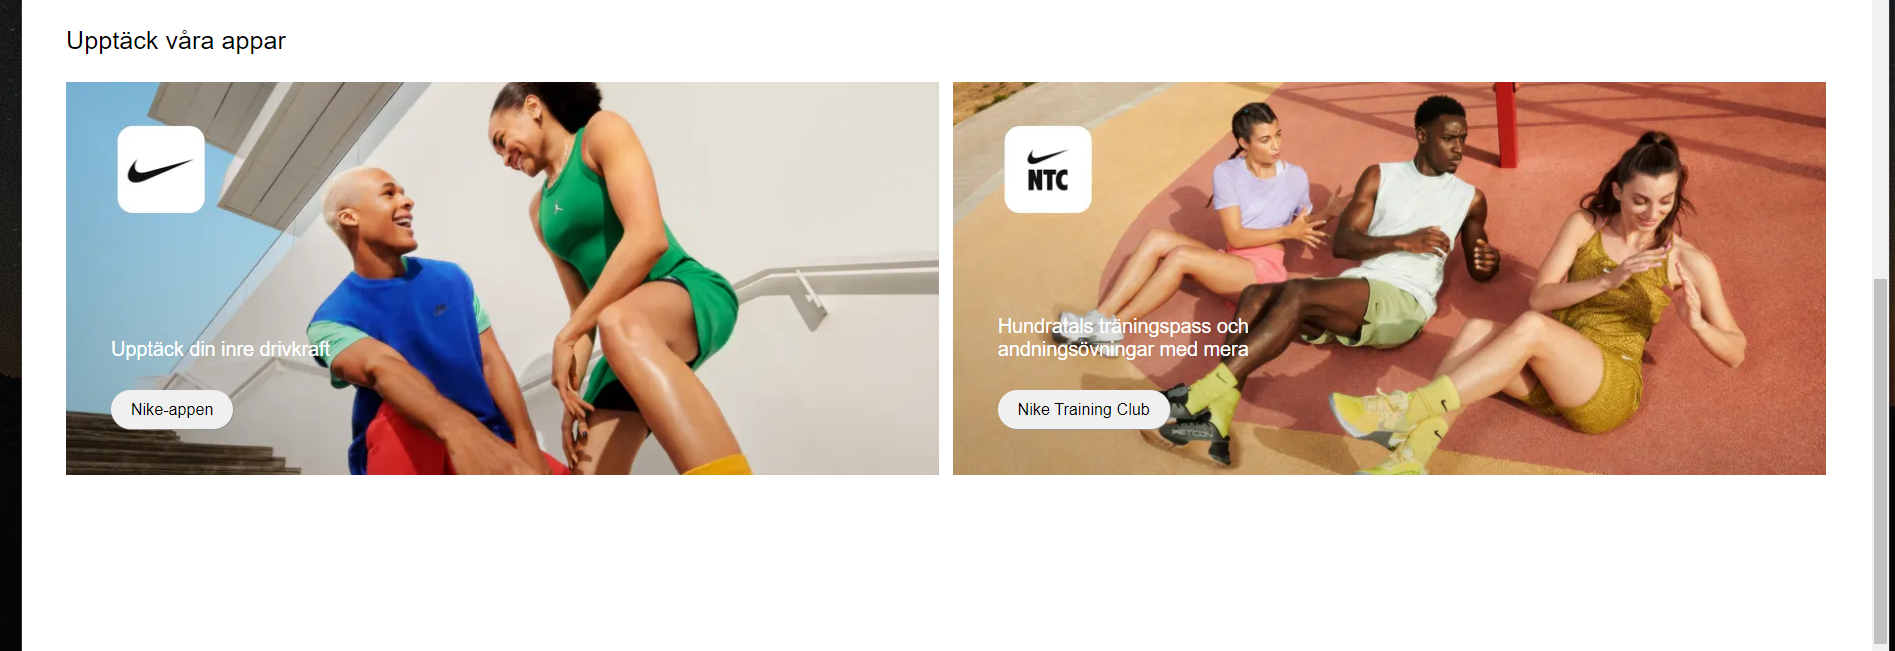 Upptäck våra appar
Upptäck din inre drivkraft
Nike-appen
NTC
Hundratals träningspass och
andningsövningar med mera
Nike Training Club
METCON